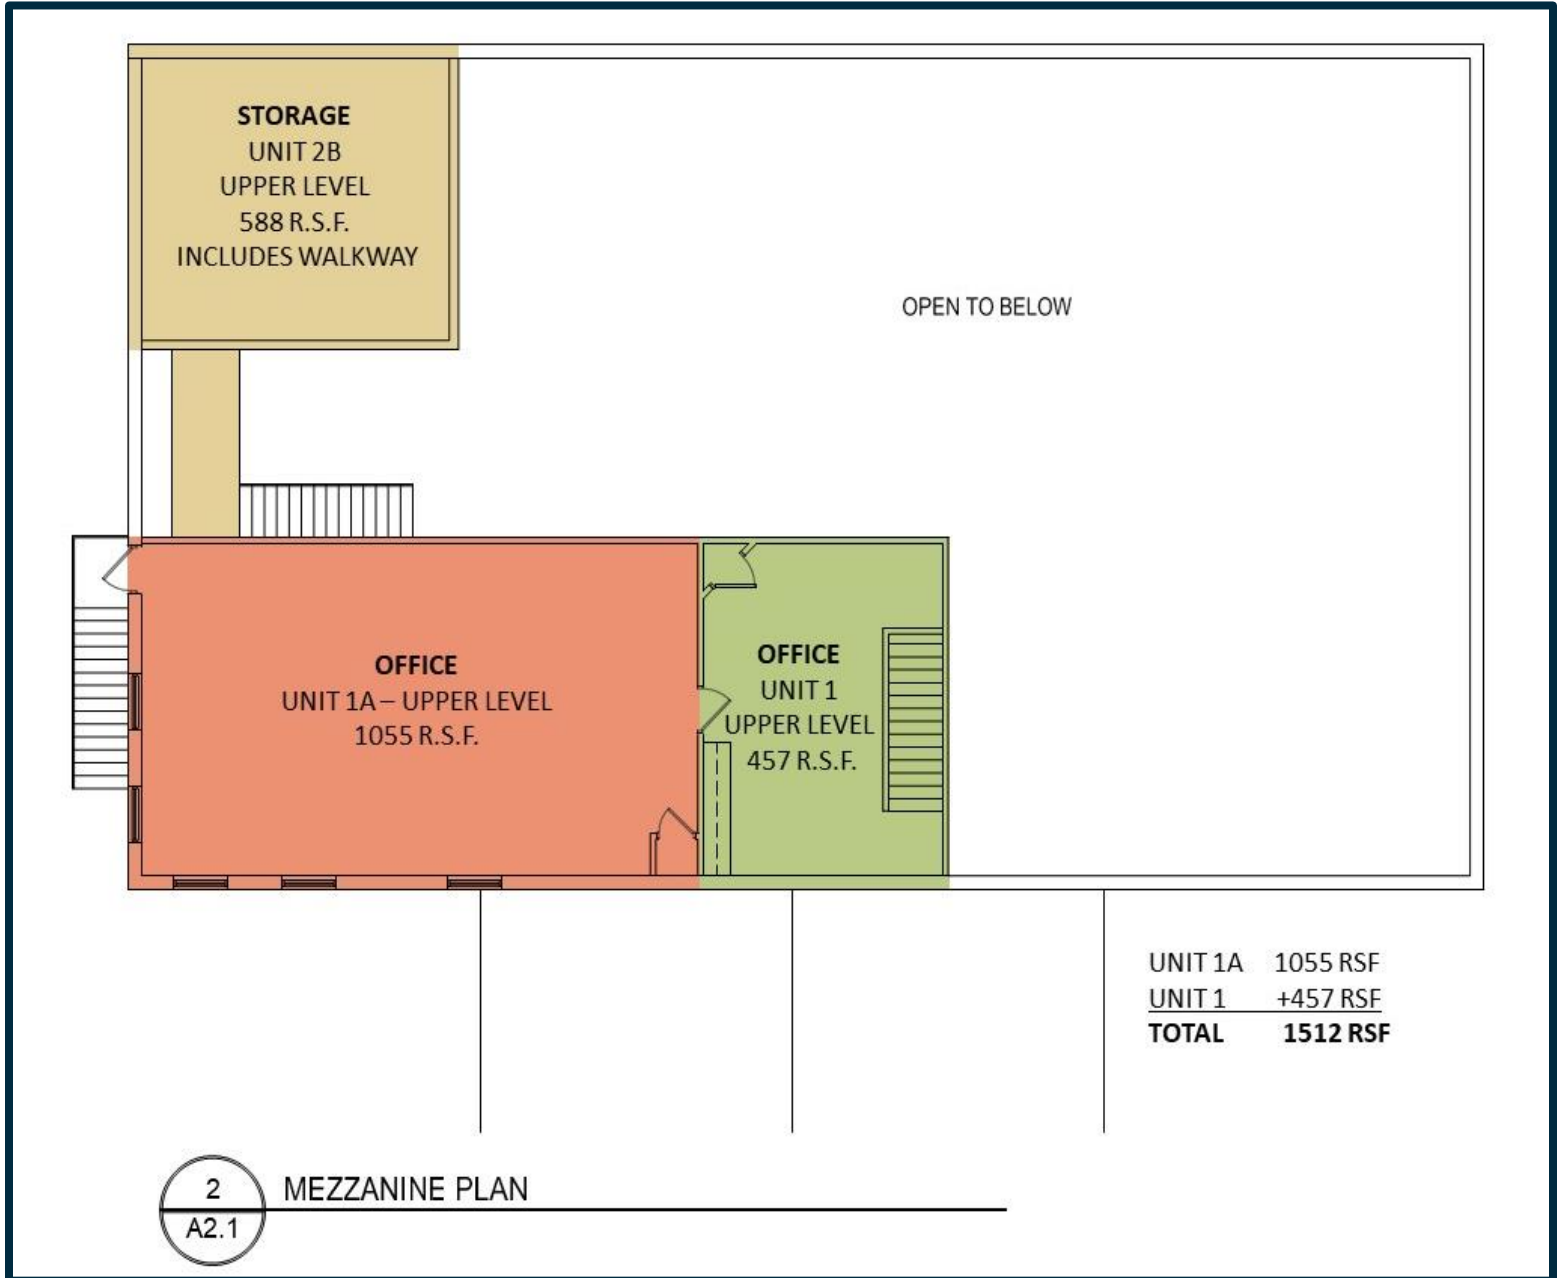 STORAGE
UNIT 2B
UPPER LEVEL
588 R.S.F.
INCLUDES WALKWAY
OPEN TO BELOW
OFFICE
UNIT 1A – UPPER LEVEL
1055 R.S.F.
OFFICE
UNIT 1
UPPER LEVEL
457 R.S.F.
UNIT 1A 1055 RSF
UNIT 1 +457 RSF
TOTAL 1512 RSF
2
A2.1
MEZZANINE PLAN